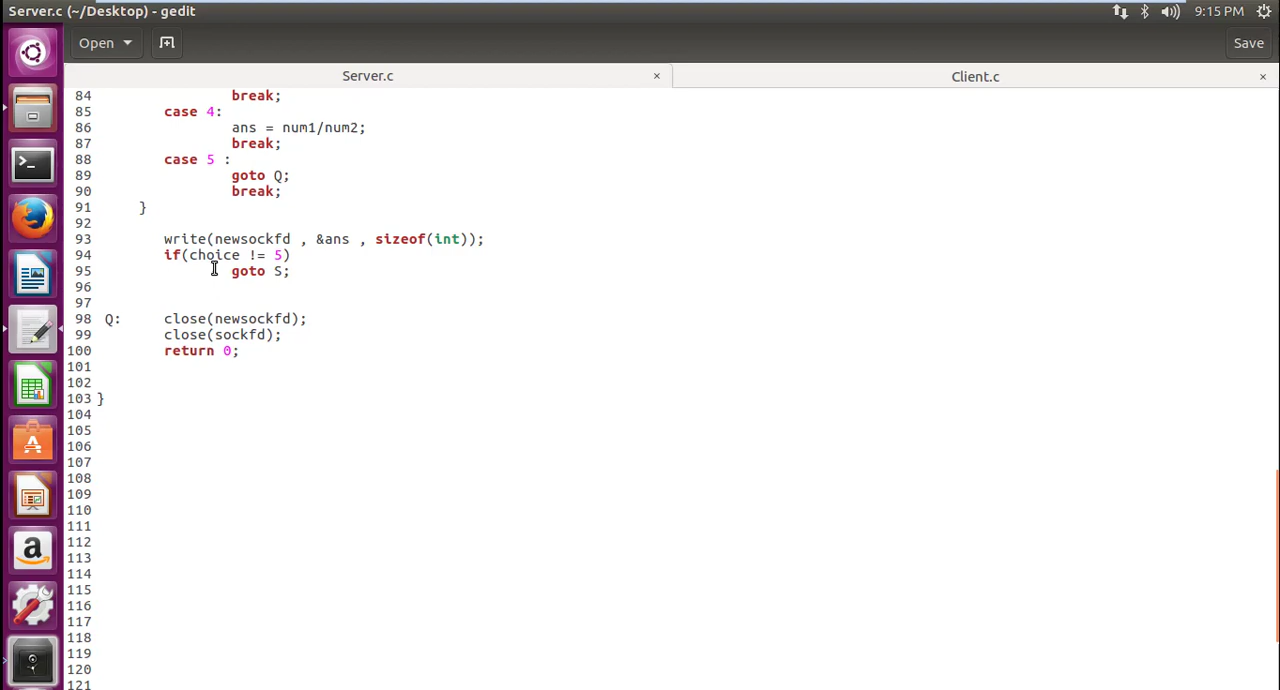 Server.c (~/Desktop) - gedit
9:15 PM
Open
Save
Server.c ×
Client.c ×
84 break;
85 case 4:
86 ans = num1/num2;
87 break;
88 case 5 :
89 goto Q;
90 break;
91 }
92
93 write(newsockfd , &ans , sizeof(int));
94 if(choice != 5)
95 goto S;
96
97
98 Q: close(newsockfd);
99 close(sockfd);
100 return 0;
101
102
103 }
104
105
106
107
108
109
110
111
112
113
114
115
116
117
118
119
120
121